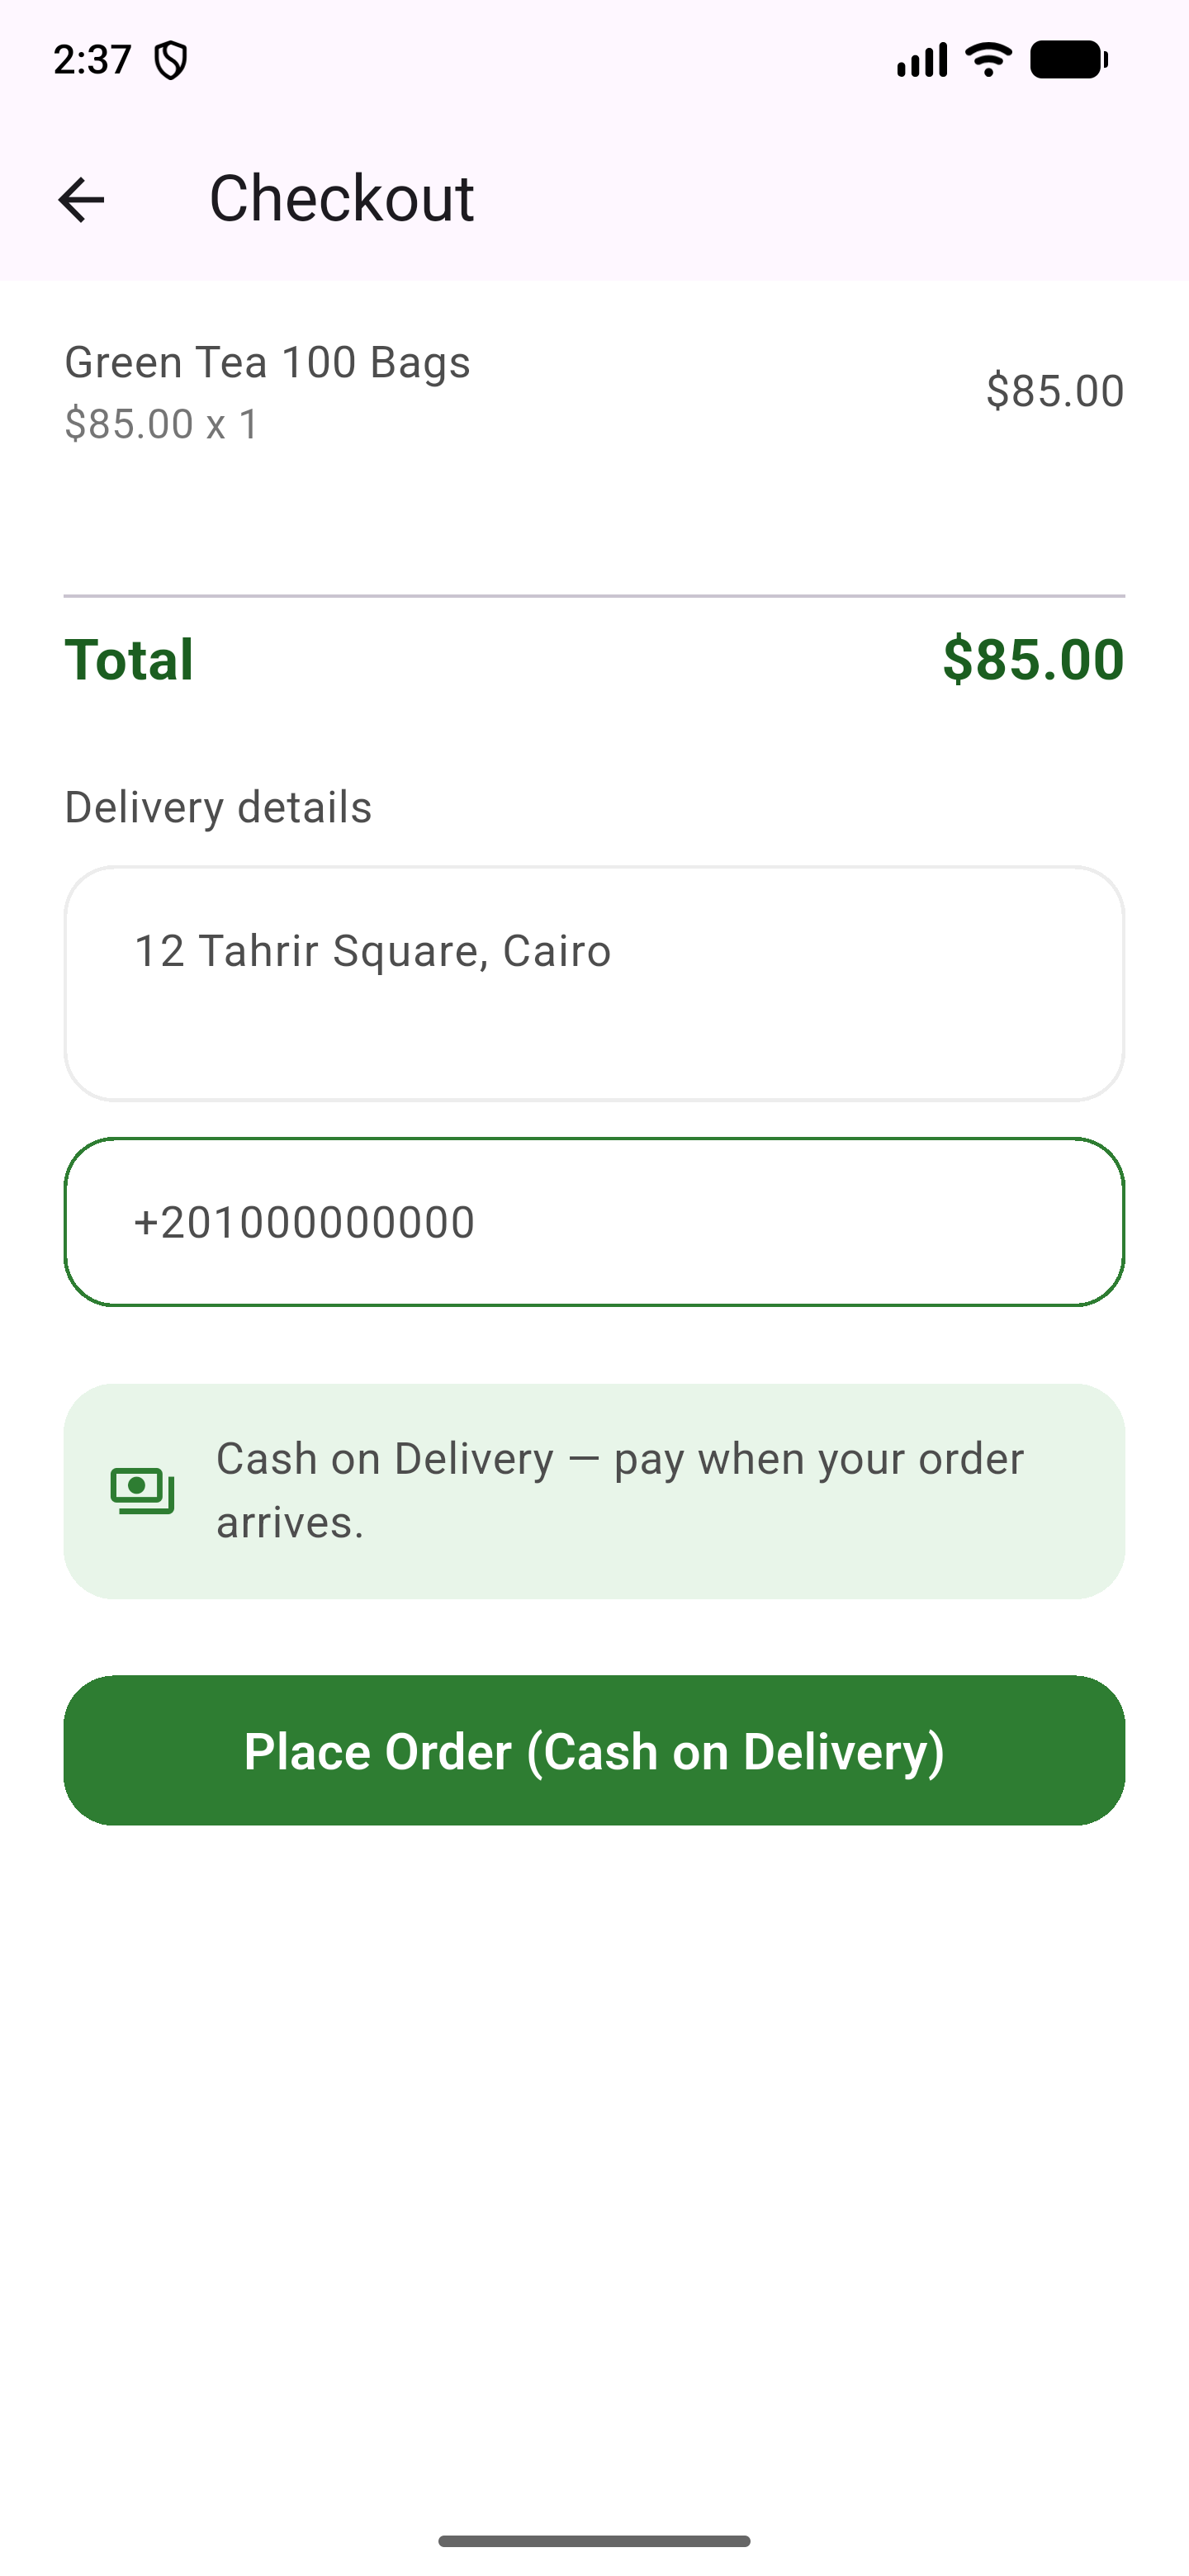 2:37
Checkout
Green Tea 100 Bags
$85.00 x 1
$85.00
Total
$85.00
Delivery details
12 Tahrir Square, Cairo
+201000000000
Cash on Delivery — pay when your order
arrives.
Place Order (Cash on Delivery)